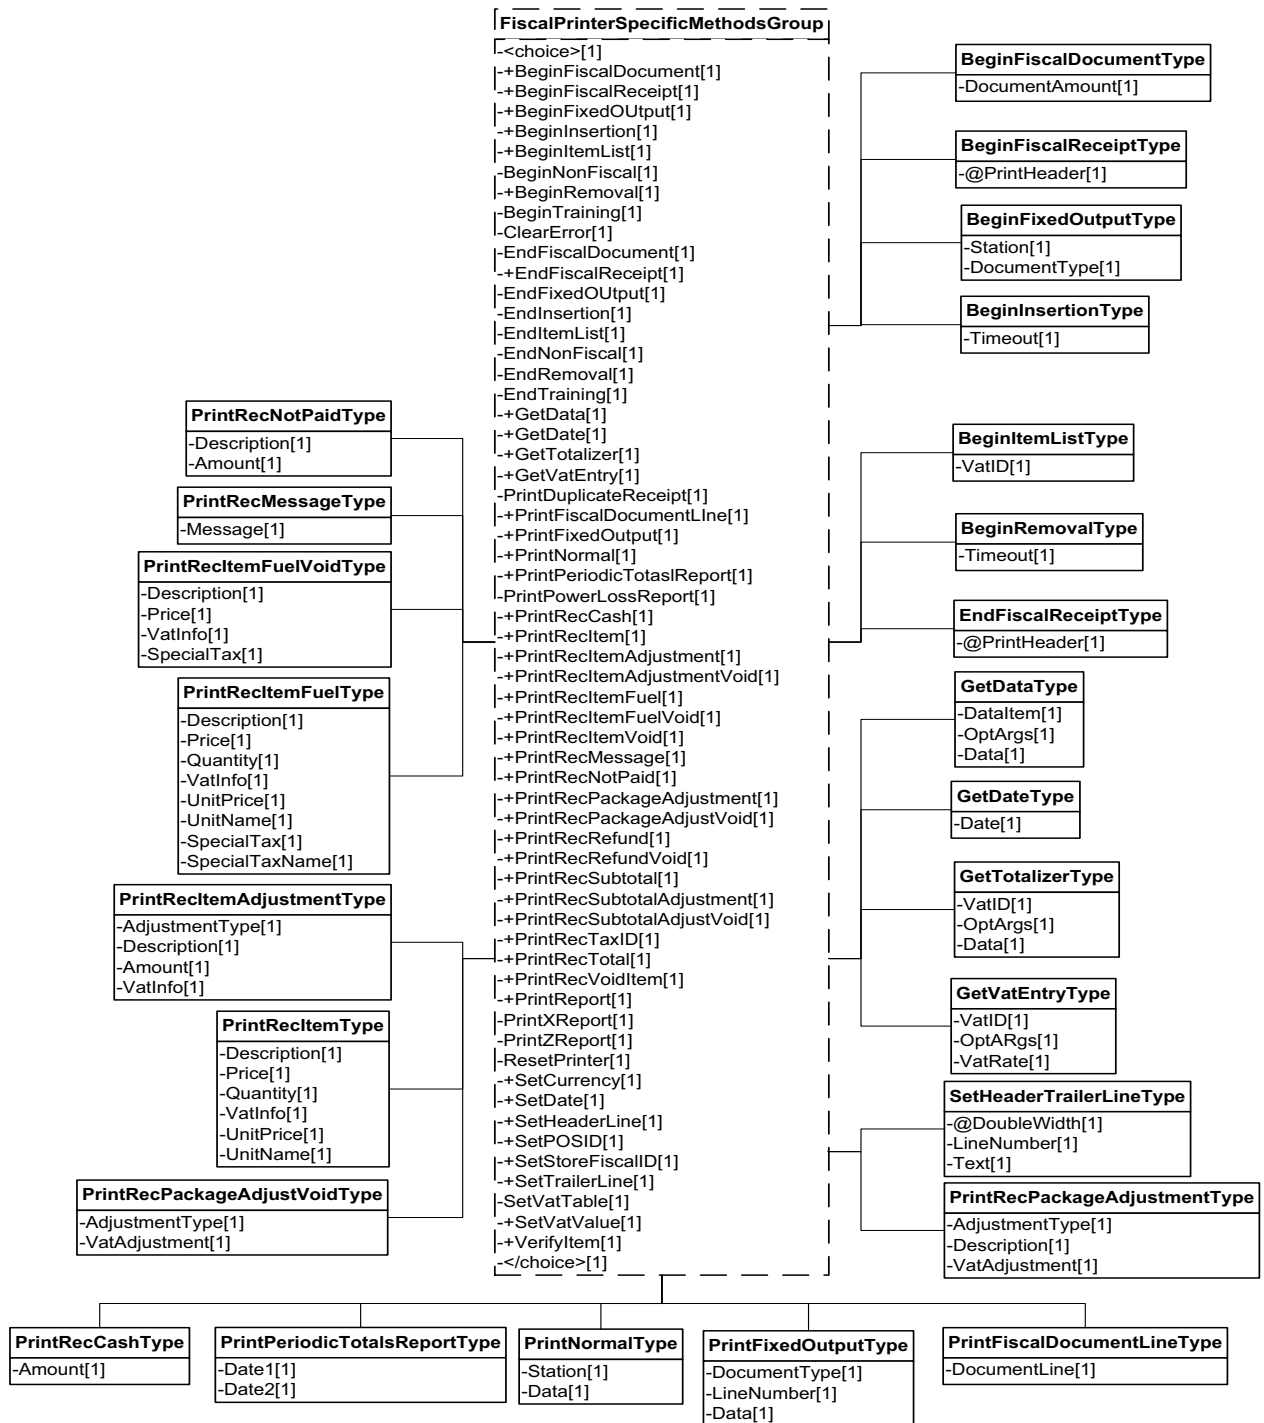 FiscalPrinterSpecificMethodsGroup
-<choice>[1]
-+BeginFiscalDocument[1]
-+BeginFiscalReceipt[1]
-+BeginFixedOUtput[1]
-+BeginInsertion[1]
-+BeginItemList[1]
-BeginNonFiscal[1]
-+BeginRemoval[1]
-BeginTraining[1]
-ClearError[1]
-EndFiscalDocument[1]
-+EndFiscalReceipt[1]
-EndFixedOUtput[1]
-EndInsertion[1]
-EndItemList[1]
-EndNonFiscal[1]
-EndRemoval[1]
-EndTraining[1]
-+GetData[1]
-+GetDate[1]
-+GetTotalizer[1]
-+GetVatEntry[1]
-PrintDuplicateReceipt[1]
-+PrintFiscalDocumentLIne[1]
-+PrintFixedOutput[1]
-+PrintNormal[1]
-+PrintPeriodicTotaslReport[1]
-PrintPowerLossReport[1]
-+PrintRecCash[1]
-+PrintRecItem[1]
-+PrintRecItemAdjustment[1]
-+PrintRecItemAdjustmentVoid[1]
-+PrintRecItemFuel[1]
-+PrintRecItemFuelVoid[1]
-+PrintRecItemVoid[1]
-+PrintRecMessage[1]
-+PrintRecNotPaid[1]
-+PrintRecPackageAdjustment[1]
-+PrintRecPackageAdjustVoid[1]
-+PrintRecRefund[1]
-+PrintRecRefundVoid[1]
-+PrintRecSubtotal[1]
-+PrintRecSubtotalAdjustment[1]
-+PrintRecSubtotalAdjustVoid[1]
-+PrintRecTaxID[1]
-+PrintRecTotal[1]
-+PrintRecVoidItem[1]
-+PrintReport[1]
-PrintXReport[1]
-PrintZReport[1]
-ResetPrinter[1]
-+SetCurrency[1]
-+SetDate[1]
-+SetHeaderLine[1]
-+SetPOSID[1]
-+SetStoreFiscalID[1]
-+SetTrailerLine[1]
-SetVatTable[1]
-+SetVatValue[1]
-+VerifyItem[1]
-</choice>[1]
PrintRecNotPaidType
-Description[1]
-Amount[1]
PrintRecMessageType
-Message[1]
PrintRecItemFuelVoidType
-Description[1]
-Price[1]
-VatInfo[1]
-SpecialTax[1]
PrintRecItemFuelType
-Description[1]
-Price[1]
-Quantity[1]
-VatInfo[1]
-UnitPrice[1]
-UnitName[1]
-SpecialTax[1]
-SpecialTaxName[1]
PrintRecItemAdjustmentType
-AdjustmentType[1]
-Description[1]
-Amount[1]
-VatInfo[1]
PrintRecItemType
-Description[1]
-Price[1]
-Quantity[1]
-VatInfo[1]
-UnitPrice[1]
-UnitName[1]
PrintRecPackageAdjustVoidType
-AdjustmentType[1]
-VatAdjustment[1]
BeginFiscalDocumentType
-DocumentAmount[1]
BeginFiscalReceiptType
-@PrintHeader[1]
BeginFixedOutputType
-Station[1]
-DocumentType[1]
BeginInsertionType
-Timeout[1]
BeginItemListType
-VatID[1]
BeginRemovalType
-Timeout[1]
EndFiscalReceiptType
-@PrintHeader[1]
GetDataType
-DataItem[1]
-OptArgs[1]
-Data[1]
GetDateType
-Date[1]
GetTotalizerType
-VatID[1]
-OptArgs[1]
-Data[1]
GetVatEntryType
-VatID[1]
-OptARgs[1]
-VatRate[1]
SetHeaderTrailerLineType
-@DoubleWidth[1]
-LineNumber[1]
-Text[1]
PrintRecPackageAdjustmentType
-AdjustmentType[1]
-Description[1]
-VatAdjustment[1]
PrintRecCashType
-Amount[1]
PrintPeriodicTotalsReportType
-Date1[1]
-Date2[1]
PrintNormalType
-Station[1]
-Data[1]
PrintFixedOutputType
-DocumentType[1]
-LineNumber[1]
-Data[1]
PrintFiscalDocumentLineType
-DocumentLine[1]